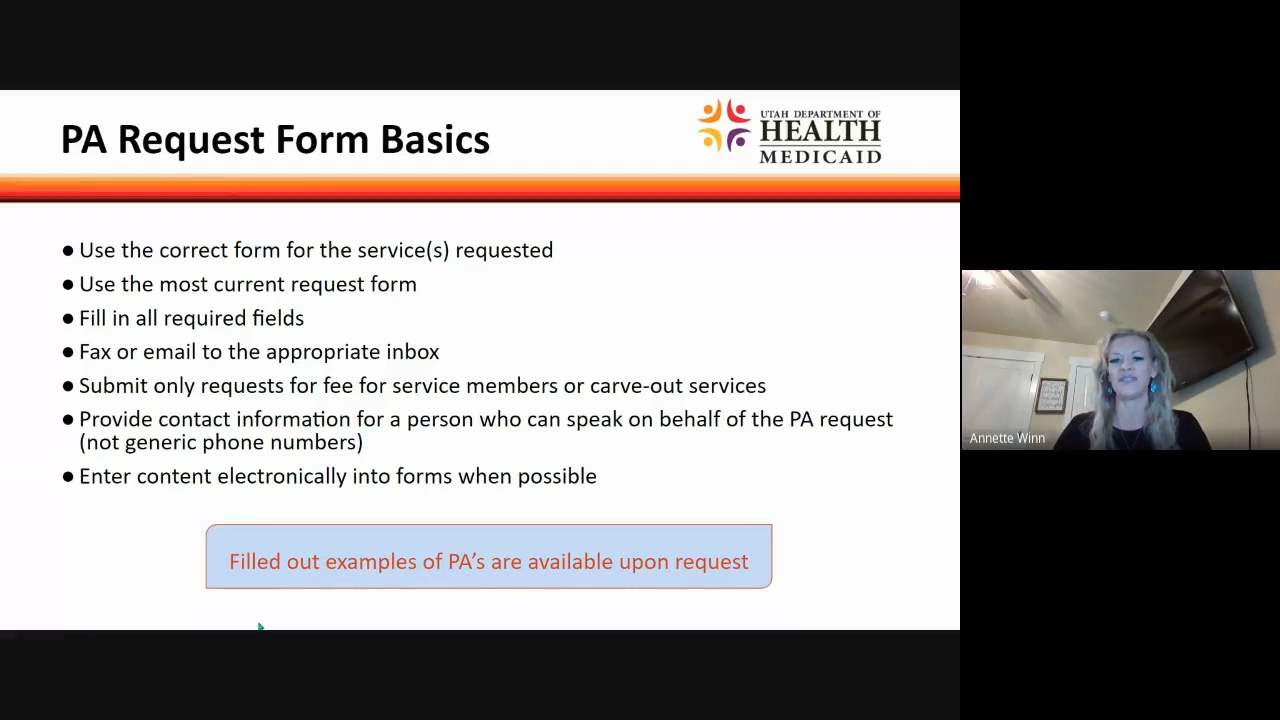 PA Request Form Basics
UTAH DEPARTMENT OF
HEALTH
MEDICAID
● Use the correct form for the service(s) requested
● Use the most current request form
● Fill in all required fields
● Fax or email to the appropriate inbox
● Submit only requests for fee for service members or carve-out services
● Provide contact information for a person who can speak on behalf of the PA request
(not generic phone numbers)
● Enter content electronically into forms when possible
Filled out examples of PA’s are available upon request
Annette Winn